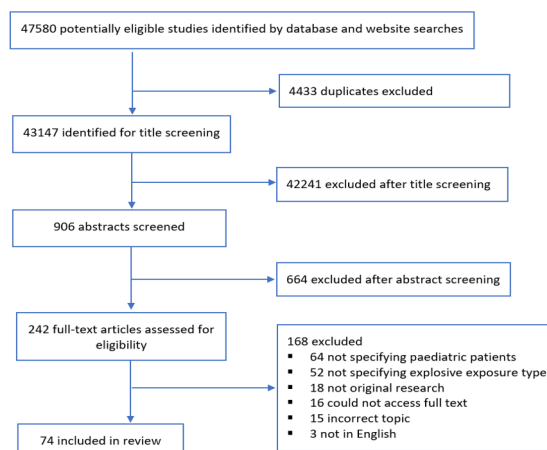 47580 potentially eligible studies identified by database and website searches
4433 duplicates excluded
43147 identified for title screening
42241 excluded after title screening
906 abstracts screened
664 excluded after abstract screening
242 full-text articles assessed for
eligibility
168 excluded
▪ 64 not specifying paediatric patients
▪ 52 not specifying explosive exposure type
▪ 18 not original research
▪ 16 could not access full text
▪ 15 incorrect topic
▪ 3 not in English
74 included in review